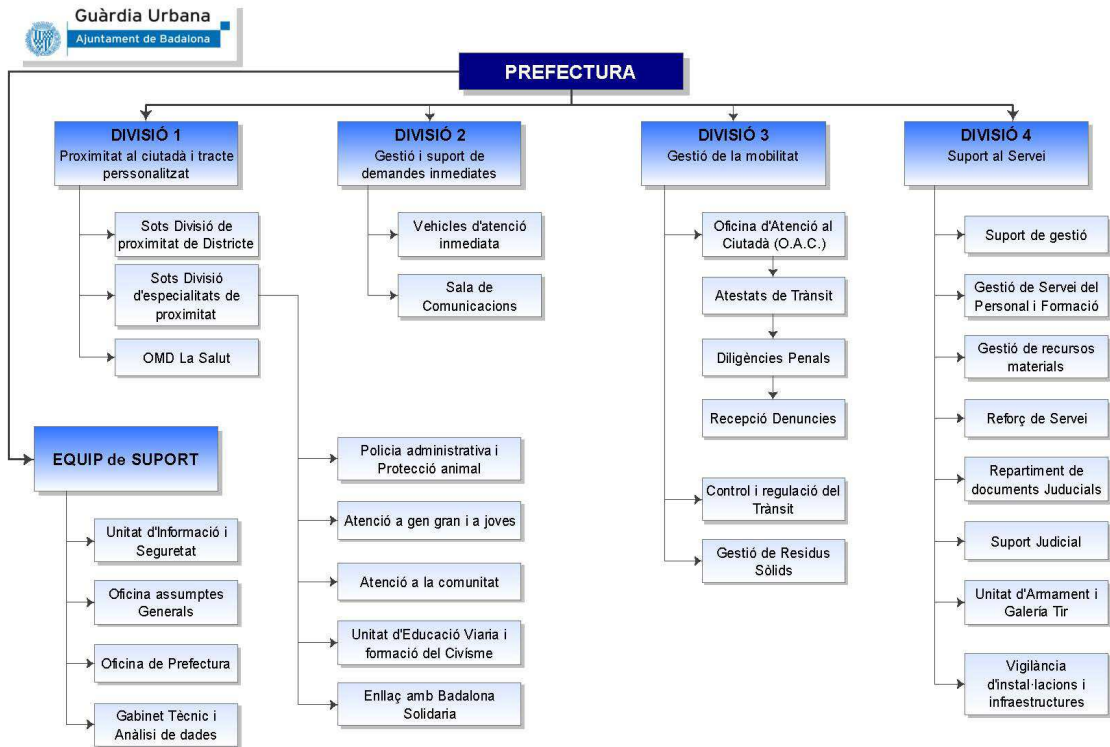 Guàrdia Urbana
Ajuntament de Badalona
PREFECTURA
DIVISIÓ 1
Proximitat al ciutadà i tracte
perssonalitzat
Sots Divisió de
proximitat de Districte
Sots Divisió
d'especialitats de
proximitat
OMD La Salut
DIVISIÓ 2
Gestió i suport de
demandes inmediates
Vehicles d'atenció
inmediata
Sala de
Comunicacions
DIVISIÓ 3
Gestió de la mobilitat
Oficina d'Atenció al
Ciutadà (O.A.C.)
Atestats de Trànsit
Diligències Penals
Recepció Denuncies
Control i regulació del
Trànsit
Gestió de Residus
Sòlids
DIVISIÓ 4
Suport al Servei
Suport de gestió
Gestió de Servei del
Personal i Formació
Gestió de recursos
materials
Reforç de Servei
Repartiment de
documents Juducials
Suport Judicial
Unitat d'Armament i
Galería Tir
Vigilància
d'instal·lacions i
infraestructures
Policia administrativa i
Protecció animal
Atenció a gen gran i a joves
Atenció a la comunitat
Unitat d'Educació Viaria i
formació del Civisme
Enllaç amb Badalona
Solidaria
EQUIP de SUPORT
Unitat d'Informació i
Seguretat
Oficina assumptes
Generals
Oficina de Prefectura
Gabinet Tècnic i
Anàlisi de dades